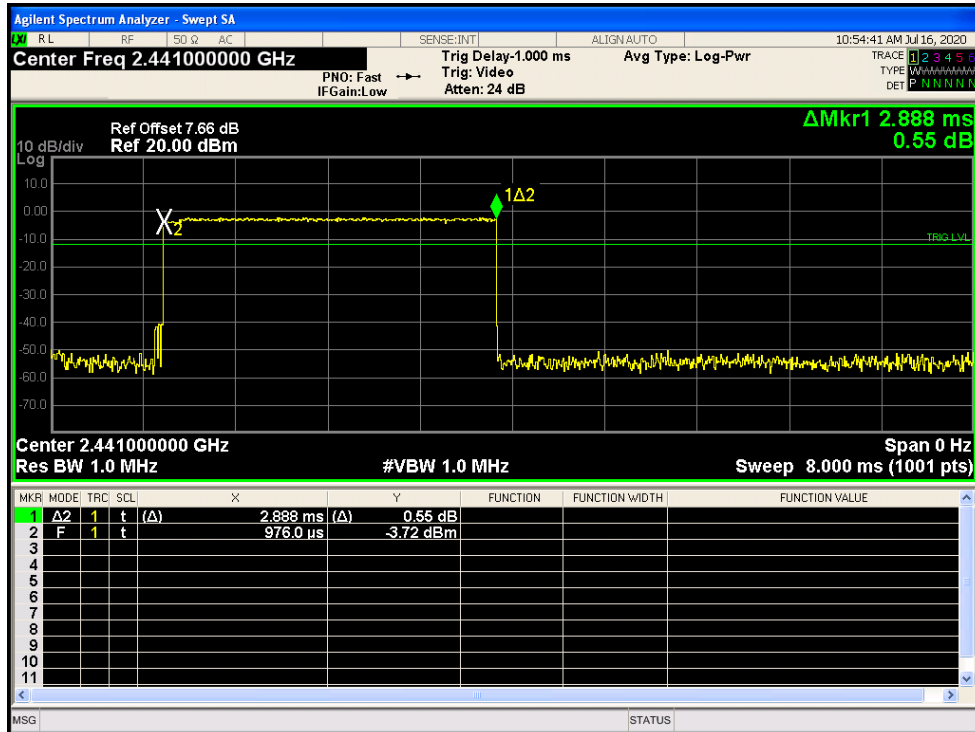 Agilent Spectrum Analyzer - Swept SA
LXI RL RF 50 Ω AC SENSE:INT ALIGN AUTO 10:54:41 AM Jul 16, 2020
Center Freq 2.441000000 GHz Trig Delay-1.000 ms Avg Type: Log-Pwr TRACE 1 2 3 4 5 6
PNO: Fast Trig: Video TYPE WWWWWW
IFGain:Low Atten: 24 dB DET P N N N N N
ΔMkr1 2.888 ms
Ref Offset 7.66 dB
10 dB/div Ref 20.00 dBm 0.55 dB
Log
10.0
1Δ2
0.00
2
-10.0
TRIG LVL
-20.0
-30.0
-40.0
-50.0
-60.0
-70.0
Center 2.441000000 GHz Span 0 Hz
Res BW 1.0 MHz #VBW 1.0 MHz Sweep 8.000 ms (1001 pts)
MKR MODE TRC SCL X Y FUNCTION FUNCTION WIDTH FUNCTION VALUE
1 Δ2 1 t (Δ) 2.888 ms (Δ) 0.55 dB
2 F 1 t 976.0 µs -3.72 dBm
3
4
5
6
7
8
9
10
11
MSG STATUS